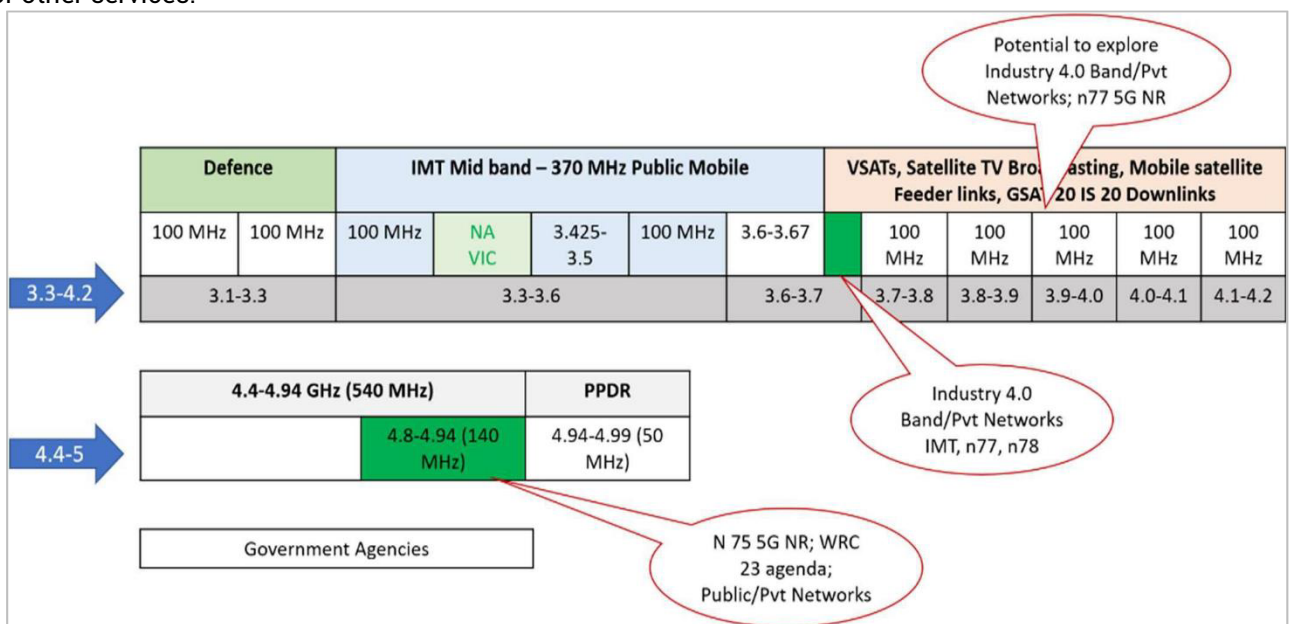 or other services.
Potential to explore
Industry 4.0 Band/Pvt
Networks; n77 5G NR
Defence
IMT Mid band – 370 MHz Public Mobile
VSATs, Satellite TV Bro asting, Mobile satellite
Feeder links, GSA 20 IS 20 Downlinks
100 MHz 100 MHz 100 MHz NA VIC 3.425-3.5 100 MHz 3.6-3.67 100 MHz 100 MHz 100 MHz 100 MHz 100 MHz
3.3-4.2
3.1-3.3 3.3-3.6 3.6-3.7 3.7-3.8 3.8-3.9 3.9-4.0 4.0-4.1 4.1-4.2
Industry 4.0
Band/Pvt Networks
IMT, n77, n78
4.4-4.94 GHz (540 MHz) PPDR
4.4-5
4.8-4.94 (140
MHz)
4.94-4.99 (50
MHz)
Government Agencies
N 75 5G NR; WRC
23 agenda;
Public/Pvt Networks